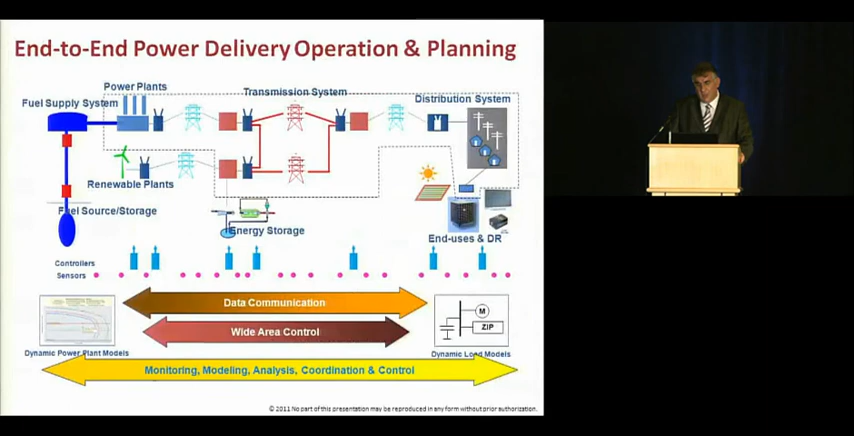 End-to-End Power Delivery Operation & Planning
Power Plants
Transmission System
Fuel Supply System
Distribution System
Renewable Plants
Fuel Source/Storage
Energy Storage
End-uses & DR
Controllers
Sensors
Data Communication
Wide Area Control
M
ZIP
Dynamic Power Plant Models
Dynamic Load Models
Monitoring, Modeling, Analysis, Coordination & Control
© 2011 No part of this presentation may be reproduced in any form without prior authorization.